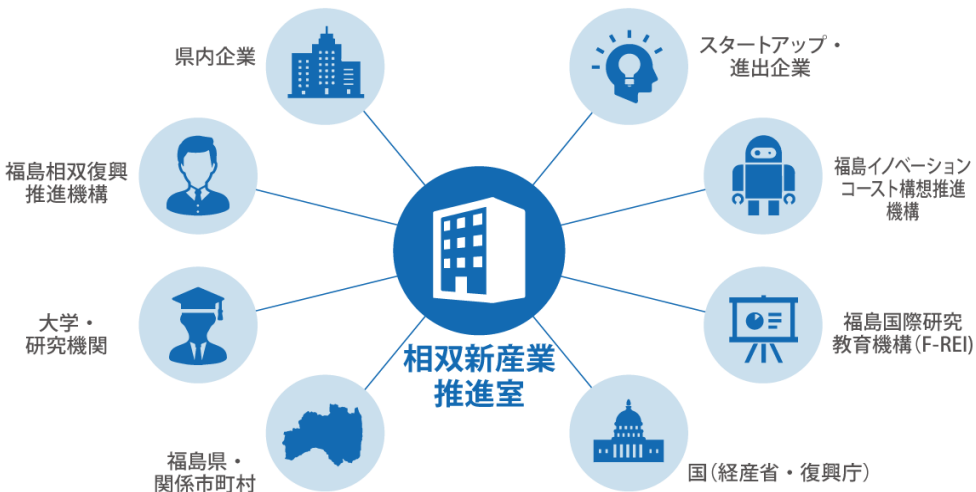 県内企業
スタートアップ・
進出企業
福島相双復興
推進機構
福島イノベーション
コースト構想推進
機構
大学・
研究機関
福島国際研究
教育機構(F-REI)
相双新産業
推進室
福島県・
関係市町村
国(経産省・復興庁)